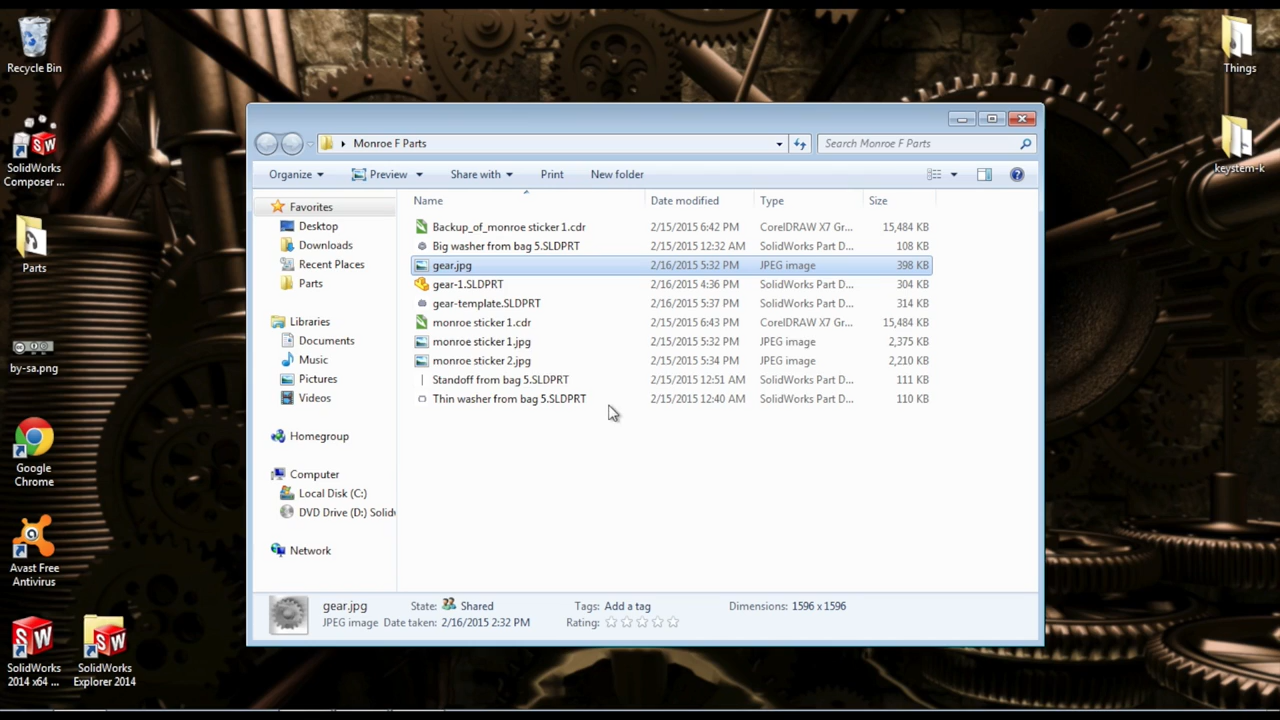 Recycle Bin
SolidWorks
Composer ...
Parts
by-sa.png
Google
Chrome
Avast Free
Antivirus
SolidWorks
2014 x64 ...
SolidWorks
Explorer 2014
Things
keystem-k
Monroe F Parts
Search Monroe F Parts
Organize Preview Share with Print New folder
Favorites
Desktop
Downloads
Recent Places
Parts
Libraries
Documents
Music
Pictures
Videos
Homegroup
Computer
Local Disk (C:)
DVD Drive (D:) Solid
Network
Name Date modified Type Size
Backup_of_monroe sticker 1.cdr 2/15/2015 6:42 PM CorelDRAW X7 Gr... 15,484 KB
Big washer from bag 5.SLDPRT 2/15/2015 12:32 AM SolidWorks Part D... 108 KB
gear.jpg 2/16/2015 5:32 PM JPEG image 398 KB
gear-1.SLDPRT 2/16/2015 4:36 PM SolidWorks Part D... 304 KB
gear-template.SLDPRT 2/16/2015 5:37 PM SolidWorks Part D... 314 KB
monroe sticker 1.cdr 2/15/2015 6:43 PM CorelDRAW X7 Gr... 15,484 KB
monroe sticker 1.jpg 2/15/2015 5:32 PM JPEG image 2,375 KB
monroe sticker 2.jpg 2/15/2015 5:34 PM JPEG image 2,210 KB
Standoff from bag 5.SLDPRT 2/15/2015 12:51 AM SolidWorks Part D... 111 KB
Thin washer from bag 5.SLDPRT 2/15/2015 12:40 AM SolidWorks Part D... 110 KB
gear.jpg State: Shared Tags: Add a tag Dimensions: 1596 x 1596
JPEG image Date taken: 2/16/2015 2:32 PM Rating: